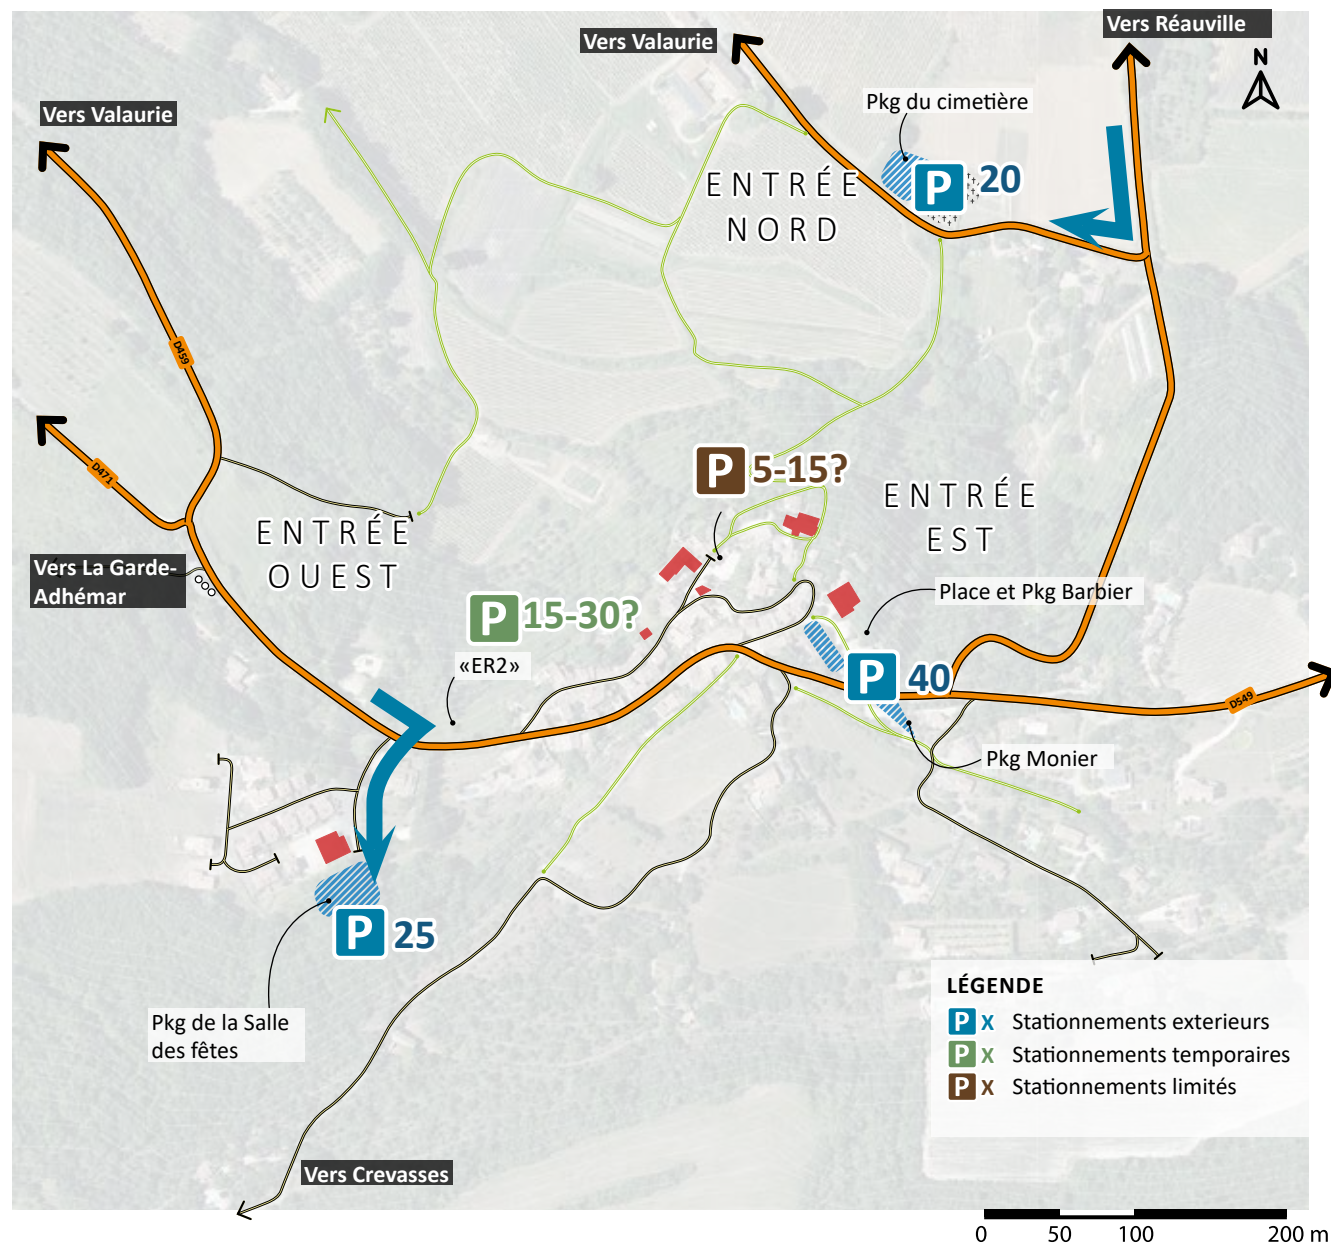 Vers Réauville
Vers Valaurie
N
Pkg du cimetière
Vers Valaurie
P 20
ENTRÉE
NORD
D459
D471
P 5-15?
ENTRÉE
EST
ENTRÉE
OUEST
Vers La Garde-
Adhémar
Place et Pkg Barbier
P 15-30?
«ER2»
P 40
D549
Pkg Monier
P 25
Pkg de la Salle
des fêtes
LÉGENDE
P X Stationnements exterieurs
P X Stationnements temporaires
P X Stationnements limités
Vers Crevasses
0 50 100 200 m